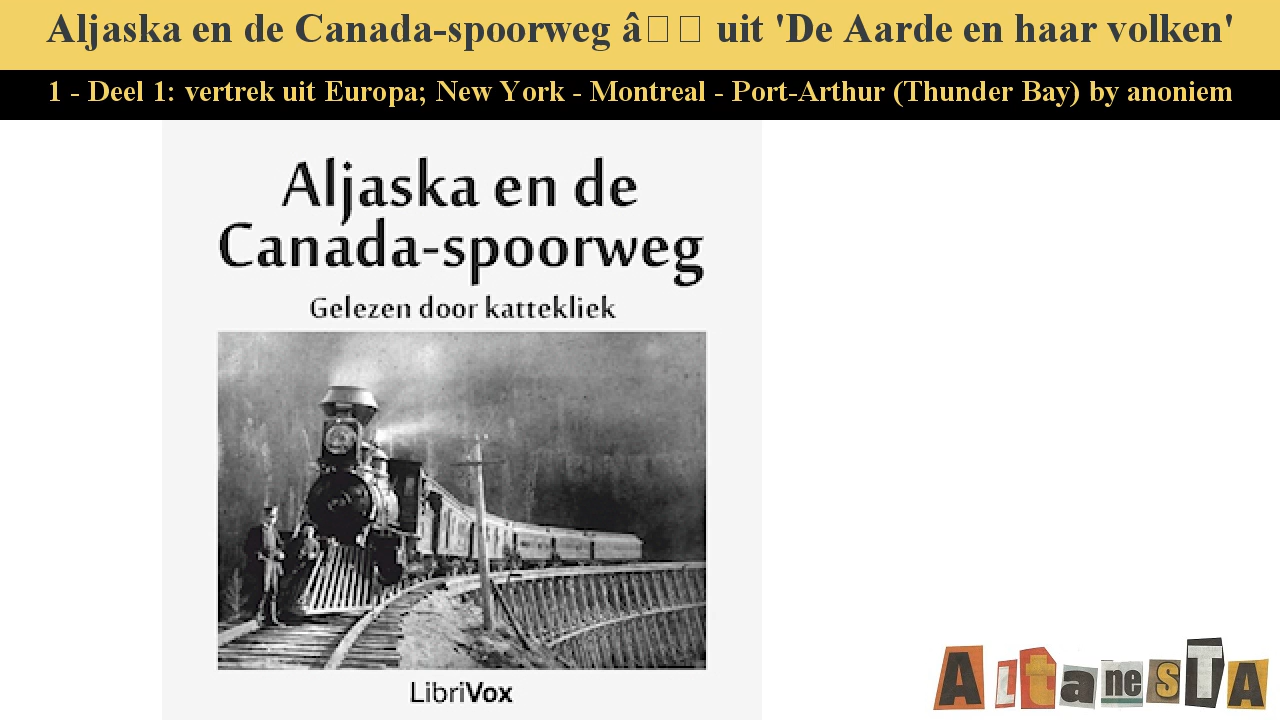 Aljaska en de Canada-spoorweg â□□ uit 'De Aarde en haar volken'
1 - Deel 1: vertrek uit Europa; New York - Montreal - Port-Arthur (Thunder Bay) by anoniem
Aljaska en de
Canada-spoorweg
Gelezen door kattekliek
LibriVox
AltanesTA